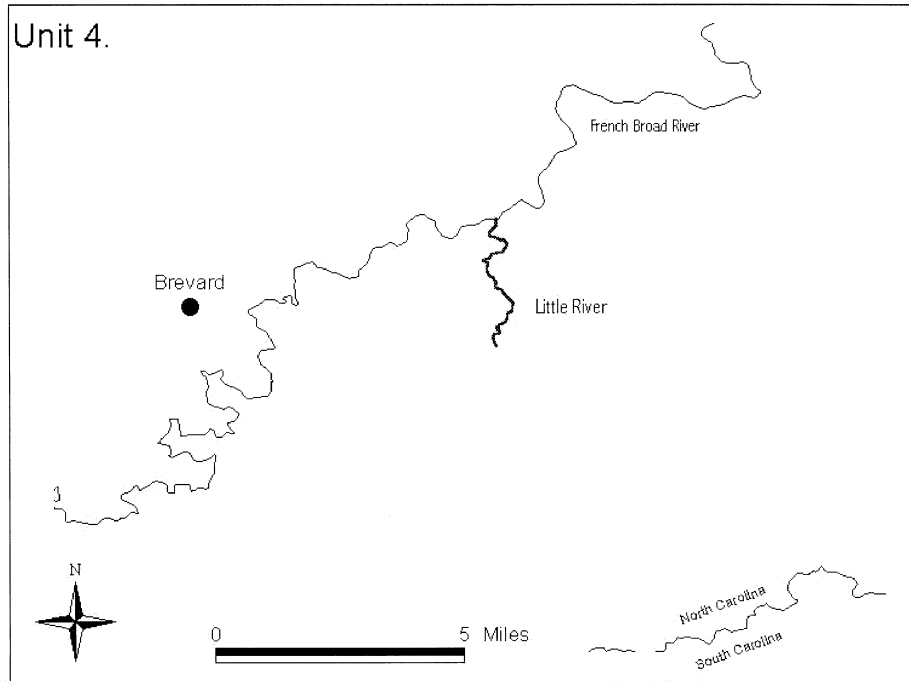 Unit 4.
French Broad River
Brevard
Little River
N
0 5 Miles
North Carolina
South Carolina